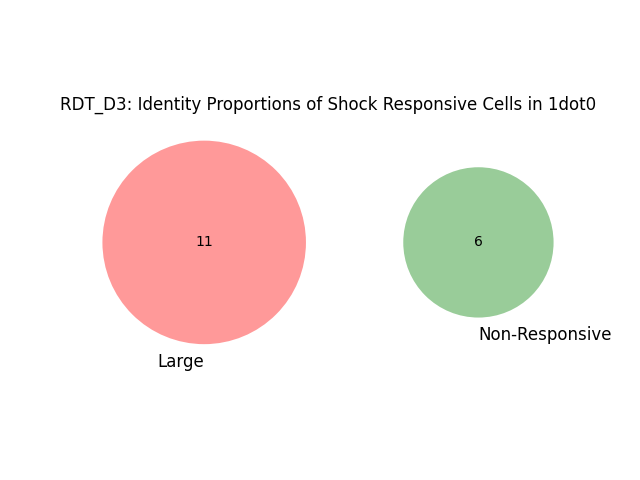 RDT_D3: Identity Proportions of Shock Responsive Cells in 1dot0
11
6
Non-Responsive
Large